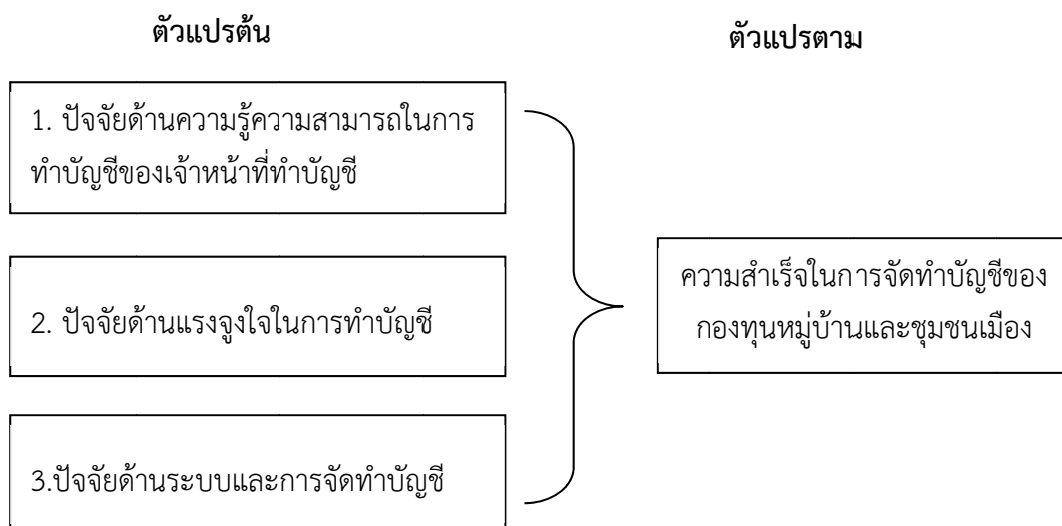 ตัวแปรต้น
ตัวแปรตาม
1. ปัจจัยด้านความรู้ความสามารถในการ
ทำบัญชีของเจ้าหน้าที่ทำบัญชี
2. ปัจจัยด้านแรงจูงใจในการทำบัญชี
3.ปัจจัยด้านระบบและการจัดทำบัญชี
ความสำเร็จในการจัดทำบัญชีของ
กองทุนหมู่บ้านและชุมชนเมือง